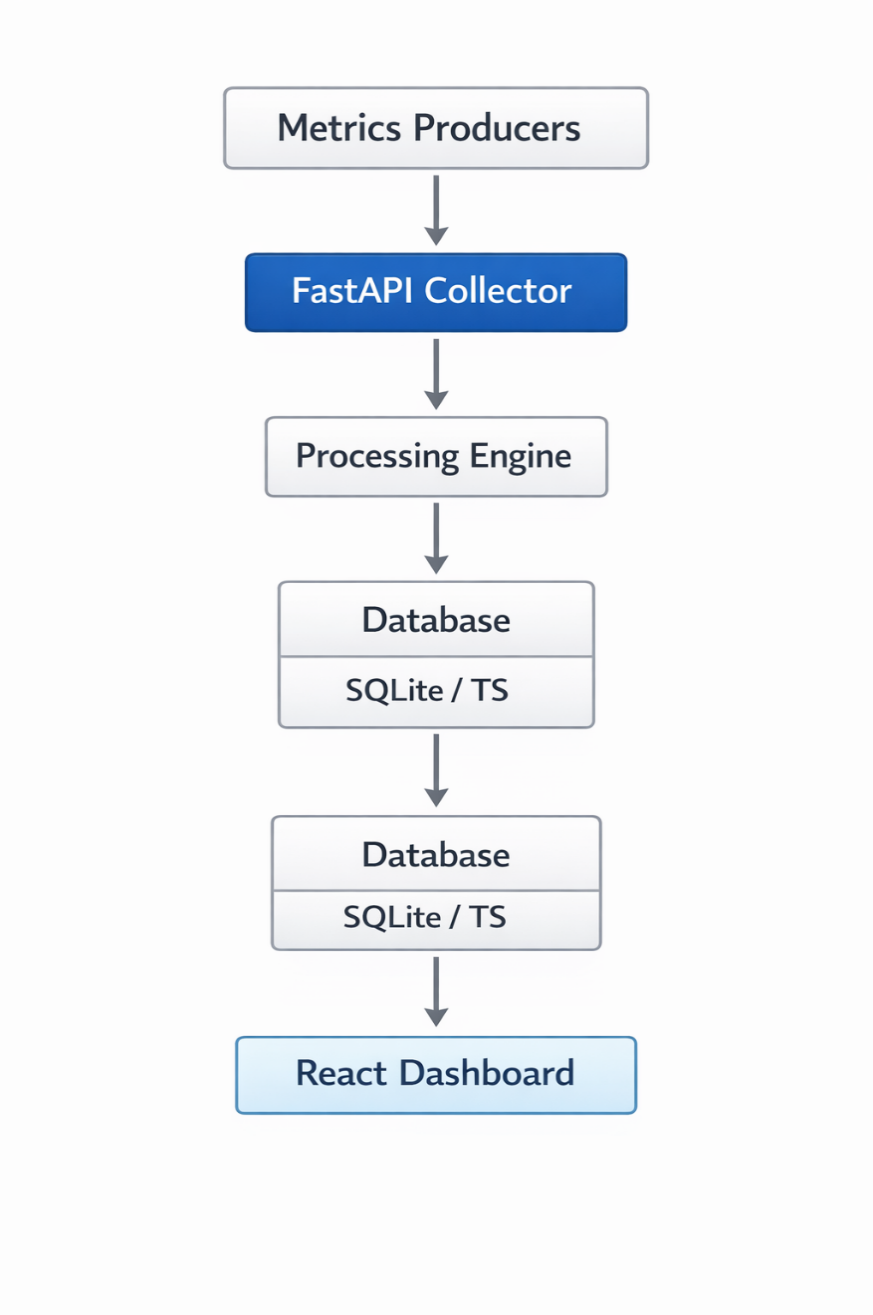 Metrics Producers
FastAPI Collector
Processing Engine
Database
SQLite / TS
Database
SQLite / TS
React Dashboard